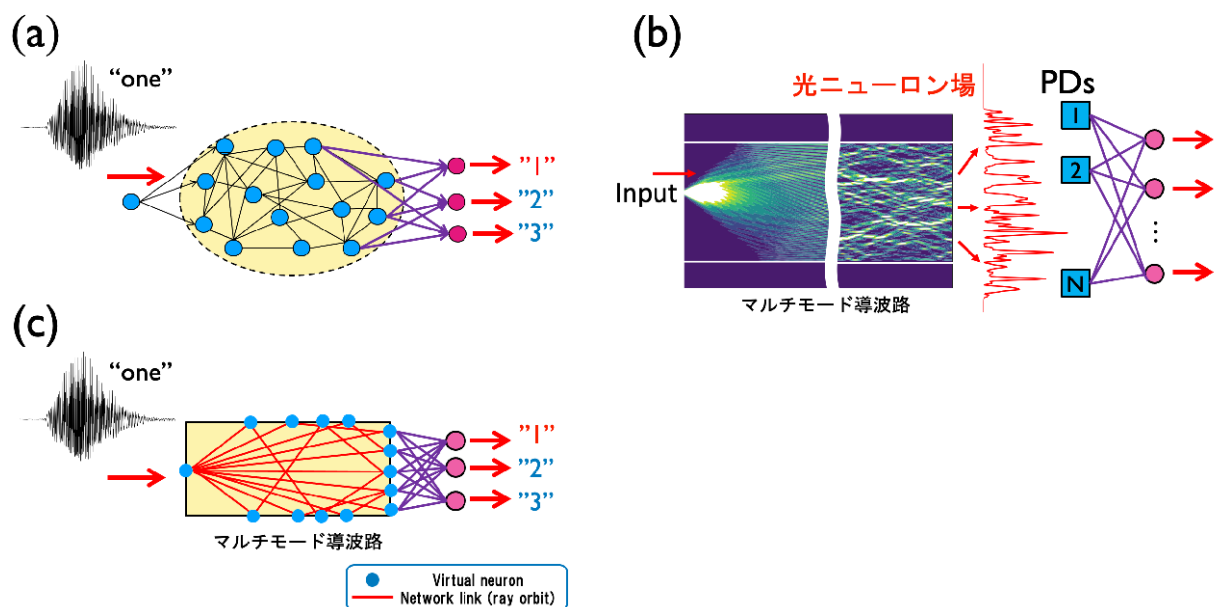 (a)
“one”
”1”
”2”
”3”
(b)
光ニューロン場
PDs
Input
1
2
⋮
N
マルチモード導波路
(c)
“one”
”1”
”2”
”3”
マルチモード導波路
Virtual neuron
Network link (ray orbit)